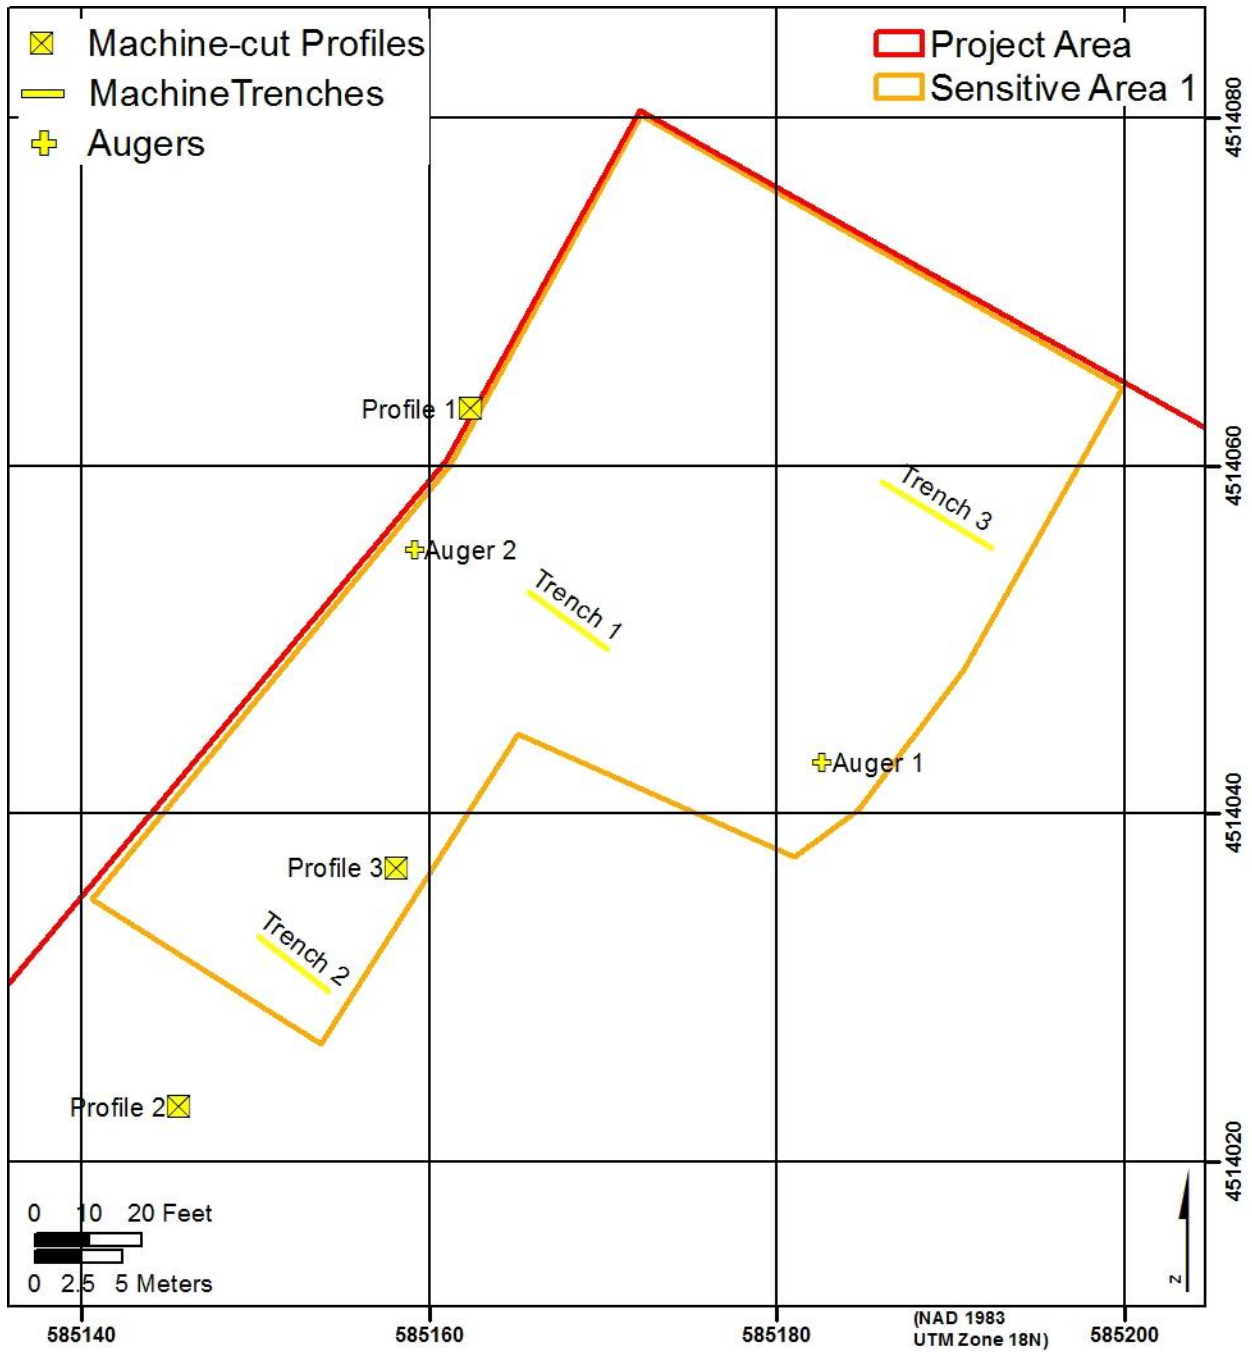 Machine-cut Profiles
MachineTrenches
Augers
Project Area
Sensitive Area 1
4514080
Profile 1
4514060
Trench 3
Auger 2
Trench 1
Auger 1
4514040
Profile 3
Trench 2
Profile 2
4514020
0 10 20 Feet
0 2.5 5 Meters
N
585140
585160
585180
(NAD 1983
UTM Zone 18N)
585200